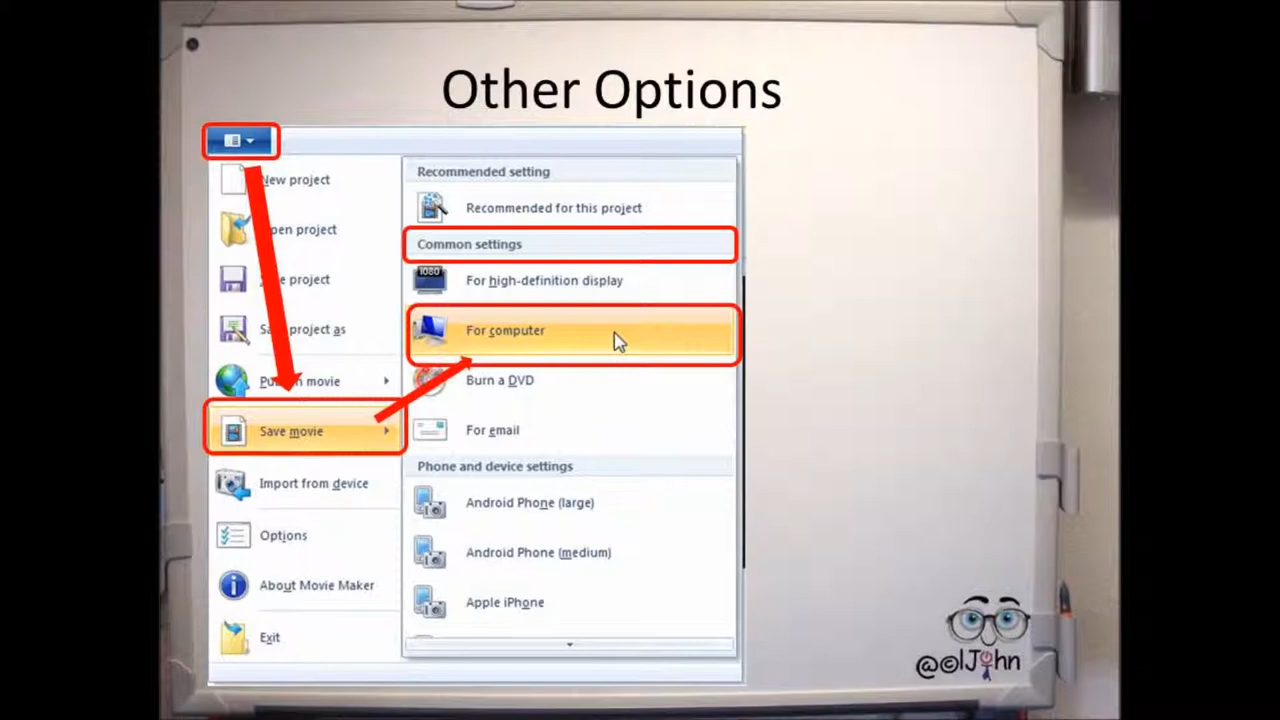 Other Options
New project
Open project
project
Save project as
Publish movie
Save movie
Import from device
Options
About Movie Maker
Exit
Recommended setting
Recommended for this project
Common settings
1080
For high-definition display
For computer
Burn a DVD
For email
Phone and device settings
Android Phone (large)
Android Phone (medium)
Apple iPhone
@©lJohn